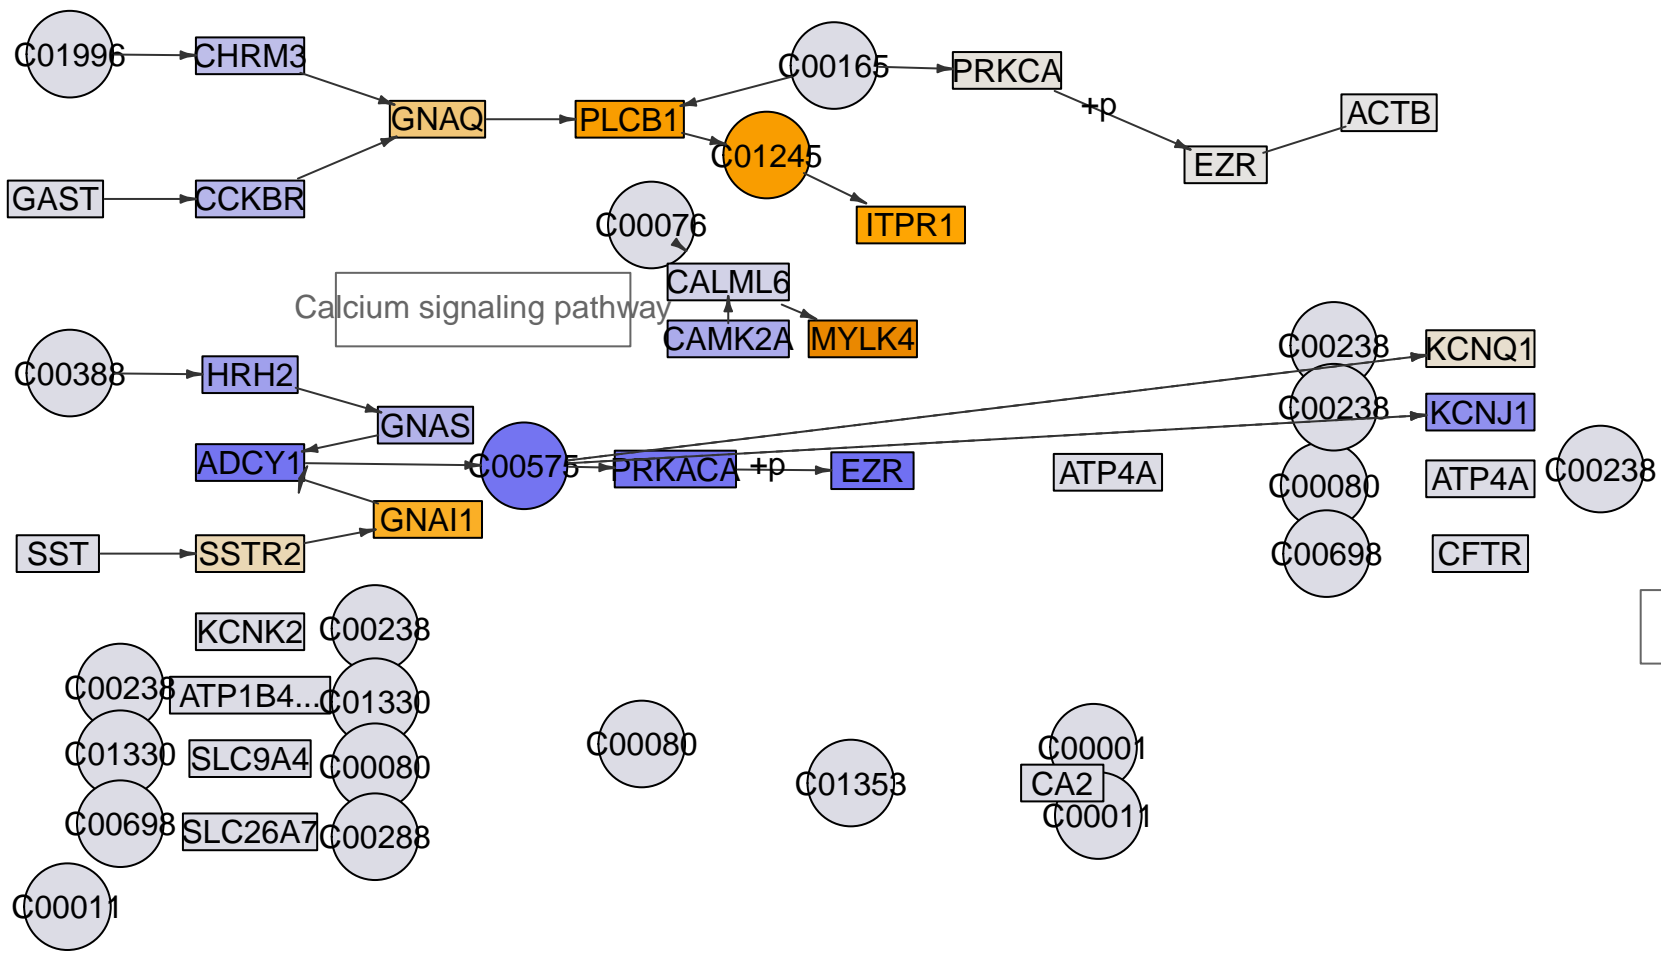 C01996
CHRM3
C00165
PRKCA
+p
ACTB
GNAQ
PLCB1
C01245
EZR
GAST
CCKBR
C00076
ITPR1
CALML6
Calcium signaling pathway
CAMK2A
MYLK4
C00238
KCNQ1
C00388
HRH2
C00238
KCNJ1
GNAS
ADCY1
C00575
PRKACA
+p
EZR
ATP4A
C00080
ATP4A
C00238
GNAI1
SST
SSTR2
C00698
CFTR
KCNK2
C00238
C00238
ATP1B4...
C01330
C01330
SLC9A4
C00080
C00080
C01353
C00001
CA2
C00011
C00698
SLC26A7
C00288
C00011